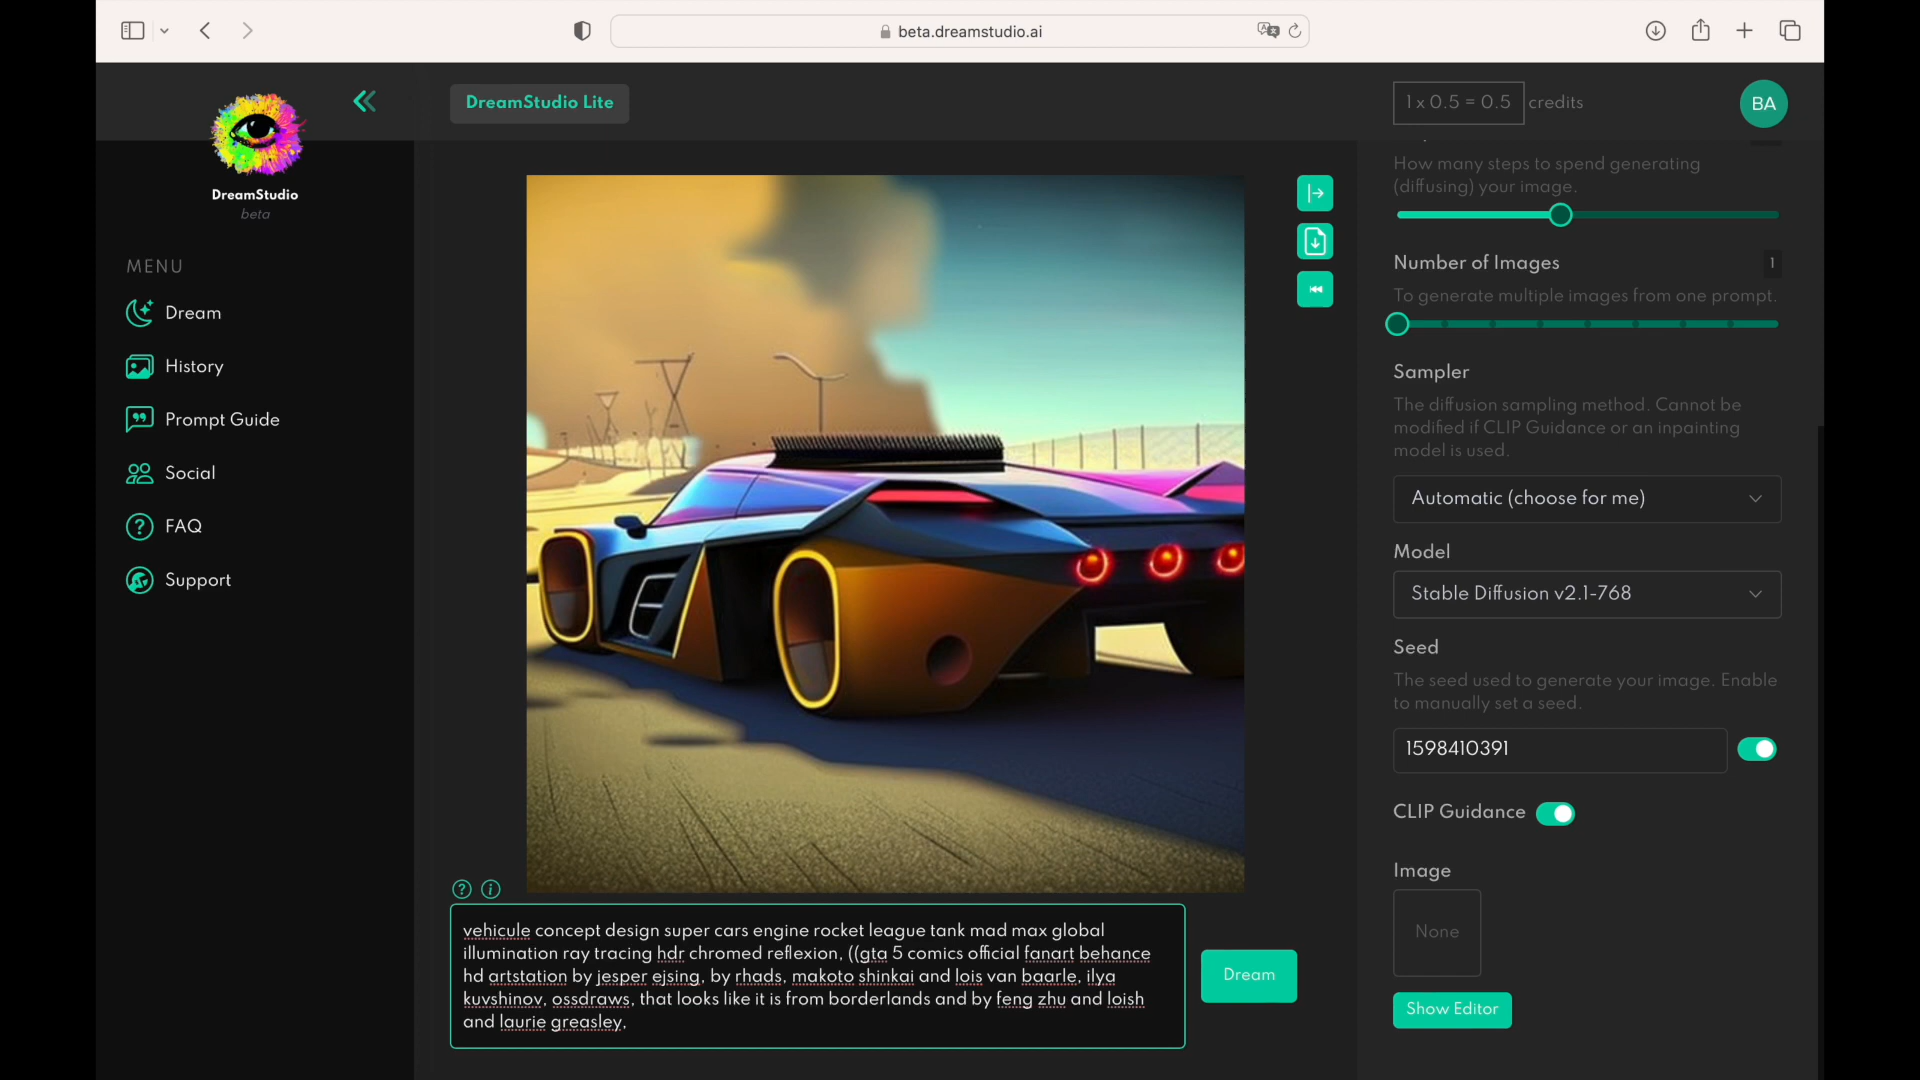 beta.dreamstudio.ai
DreamStudio Lite
1 x 0.5 = 0.5 credits
BA
DreamStudio
beta
MENU
Dream
History
Prompt Guide
Social
FAQ
Support
How many steps to spend generating
(diffusing) your image.
Number of Images
1
To generate multiple images from one prompt.
Sampler
The diffusion sampling method. Cannot be
modified if CLIP Guidance or an inpainting
model is used.
Automatic (choose for me)
Model
Stable Diffusion v2.1-768
Seed
The seed used to generate your image. Enable
to manually set a seed.
1598410391
CLIP Guidance
Image
None
Show Editor
vehicule concept design super cars engine rocket league tank mad max global
illumination ray tracing hdr chromed reflexion, ((gta 5 comics official fanart behance
hd artstation by jesper ejsing, by rhads, makoto shinkai and lois van baarle, ilya
kuvshinov, ossdraws, that looks like it is from borderlands and by feng zhu and loish
and laurie greasley,
Dream